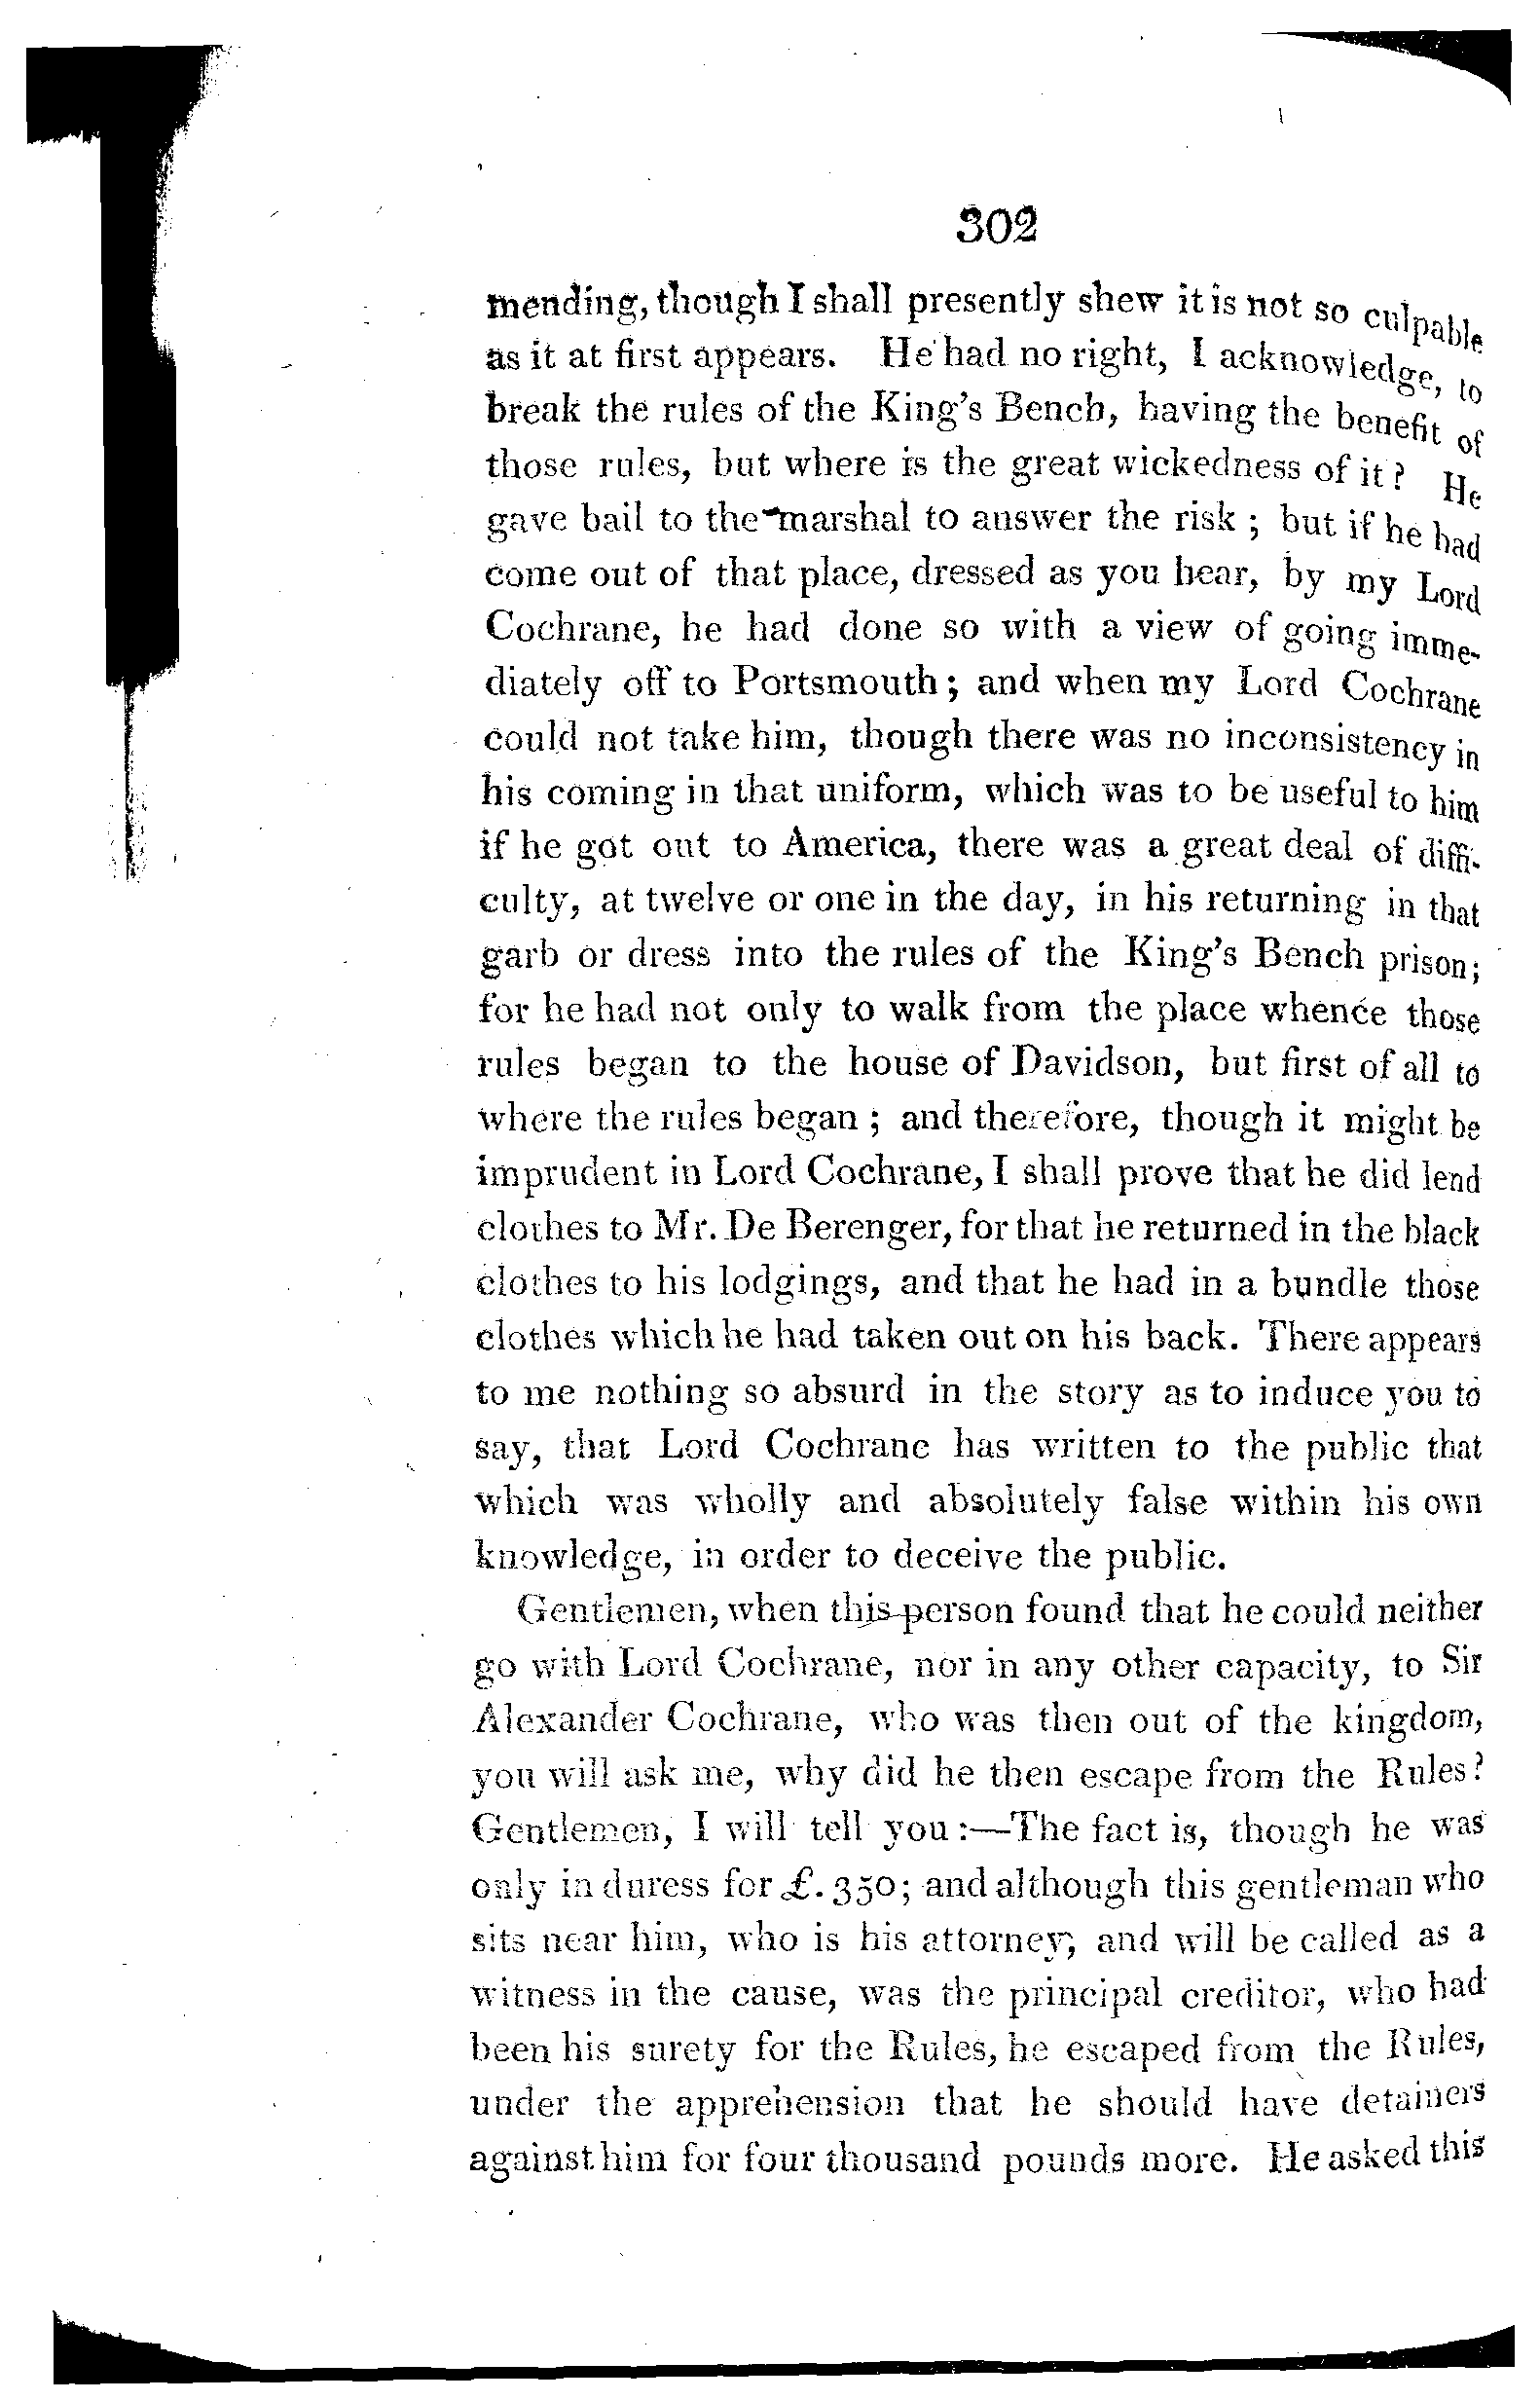 302
mending, though I shall presently shew it is not so culpable
as it at first appears. He had no right, I acknowledge, to
break the rules of the King's Bench, having the benefit of
those rules, but where is the great wickedness of it? He
gave bail to the marshal to answer the risk; but if he had
come out of that place, dressed as you hear, by my Lord
Cochrane, he had done so with a view of going imme-
diately off to Portsmouth; and when my Lord Cochrane
could not take him, though there was no inconsistency in
his coming in that uniform, which was to be useful to him
if he got out to America, there was a great deal of diffi-
culty, at twelve or one in the day, in his returning in that
garb or dress into the rules of the King's Bench prison;
for he had not only to walk from the place whence those
rules began to the house of Davidson, but first of all to
where the rules began; and therefore, though it might be
imprudent in Lord Cochrane, I shall prove that he did lend
clothes to Mr. De Berenger, for that he returned in the black
clothes to his lodgings, and that he had in a bundle those
clothes which he had taken out on his back. There appears
to me nothing so absurd in the story as to induce you to
say, that Lord Cochrane has written to the public that
which was wholly and absolutely false within his own
knowledge, in order to deceive the public.
Gentlemen, when this person found that he could neither
go with Lord Cochrane, nor in any other capacity, to Sir
Alexander Cochrane, who was then out of the kingdom,
you will ask me, why did he then escape from the Rules?
Gentlemen, I will tell you:—The fact is, though he was
only in duress for £. 350; and although this gentleman who
sits near him, who is his attorney, and will be called as a
witness in the cause, was the principal creditor, who had
been his surety for the Rules, he escaped from the Rules,
under the apprehension that he should have detainers
against him for four thousand pounds more. He asked this